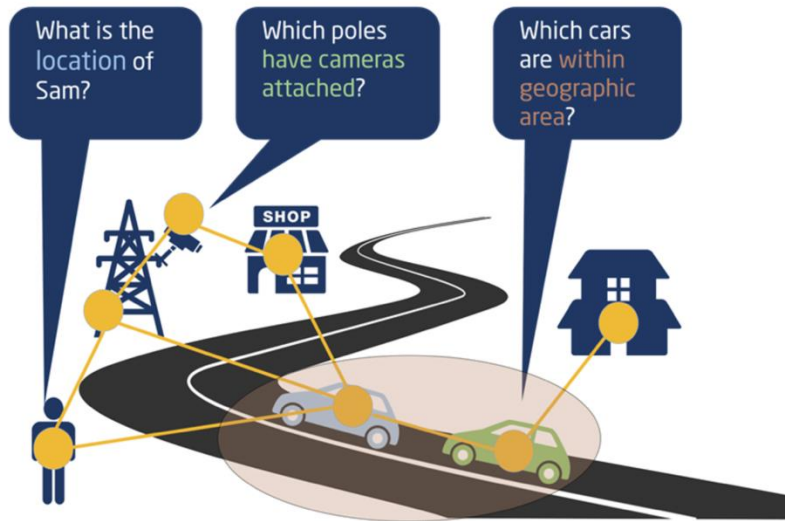 What is the
location of
Sam?
Which poles
have cameras
attached?
Which cars
are within
geographic
area?
SHOP